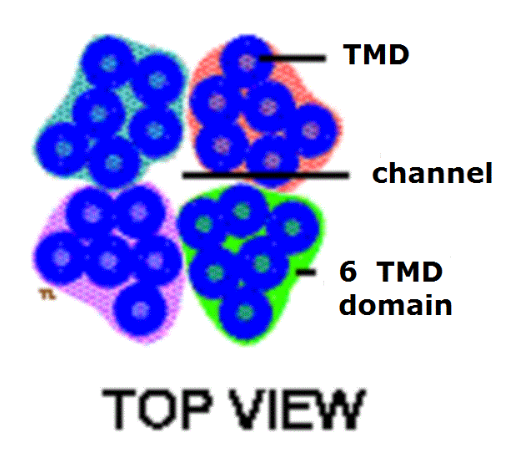 TMD
channel
6 TMD
domain
TOP VIEW